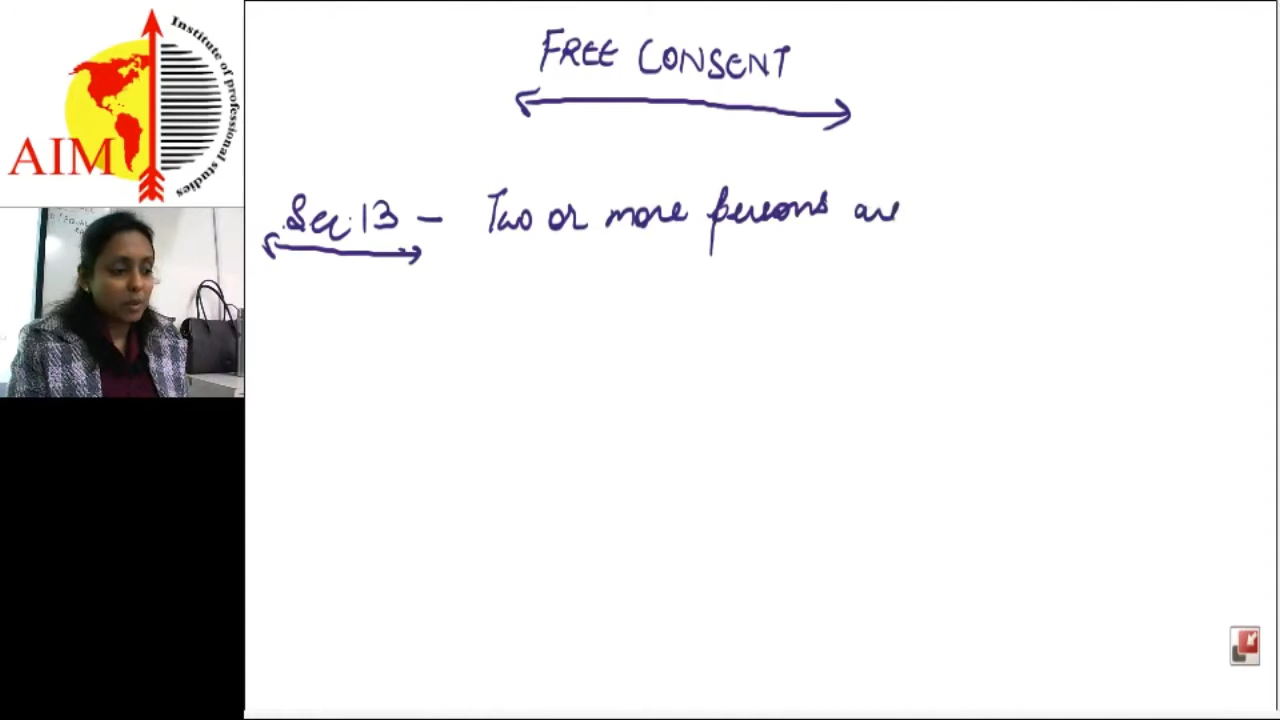 AIM
Institute of professional studies
FREE CONSENT
Sec. 13 – Two or more persons are